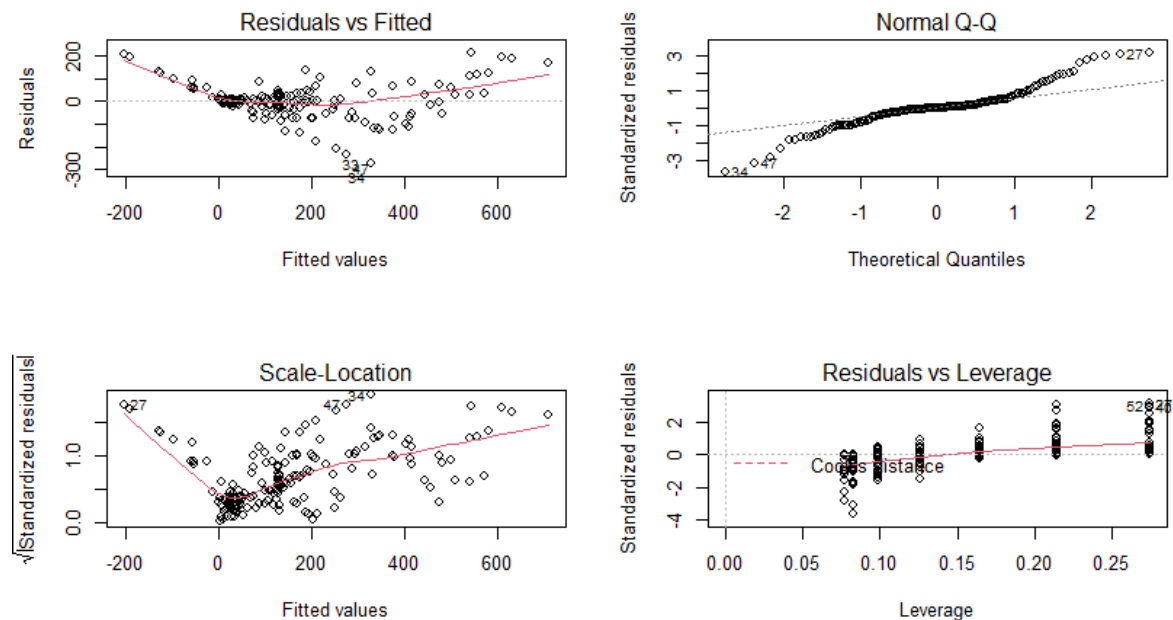 Residuals vs Fitted
Residuals
200
0
-300
33
47
34
-200 0 200 400 600
Fitted values
Normal Q-Q
Standardized residuals
3
1
-1
-3
27
47
34
-2 -1 0 1 2
Theoretical Quantiles
Scale-Location
√|Standardized residuals|
1.0
0.0
27
47
34
-200 0 200 400 600
Fitted values
Residuals vs Leverage
Standardized residuals
2
0
-2
-4
27
40
Cook's distance
0.00 0.05 0.10 0.15 0.20 0.25
Leverage